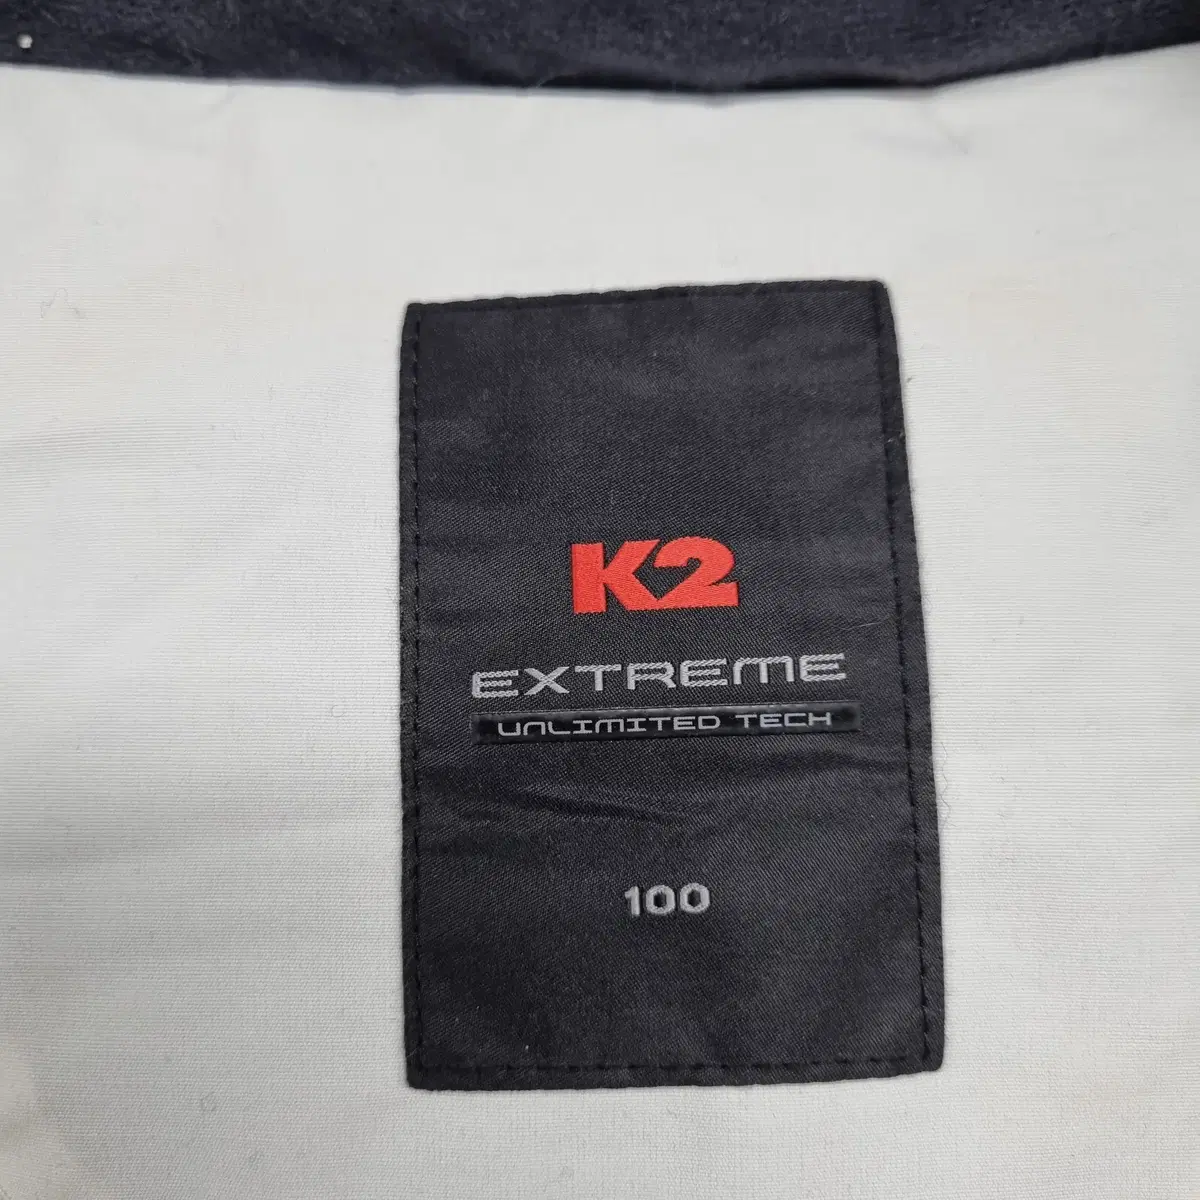 K2
EXTREME
UNLIMITED TECH
100